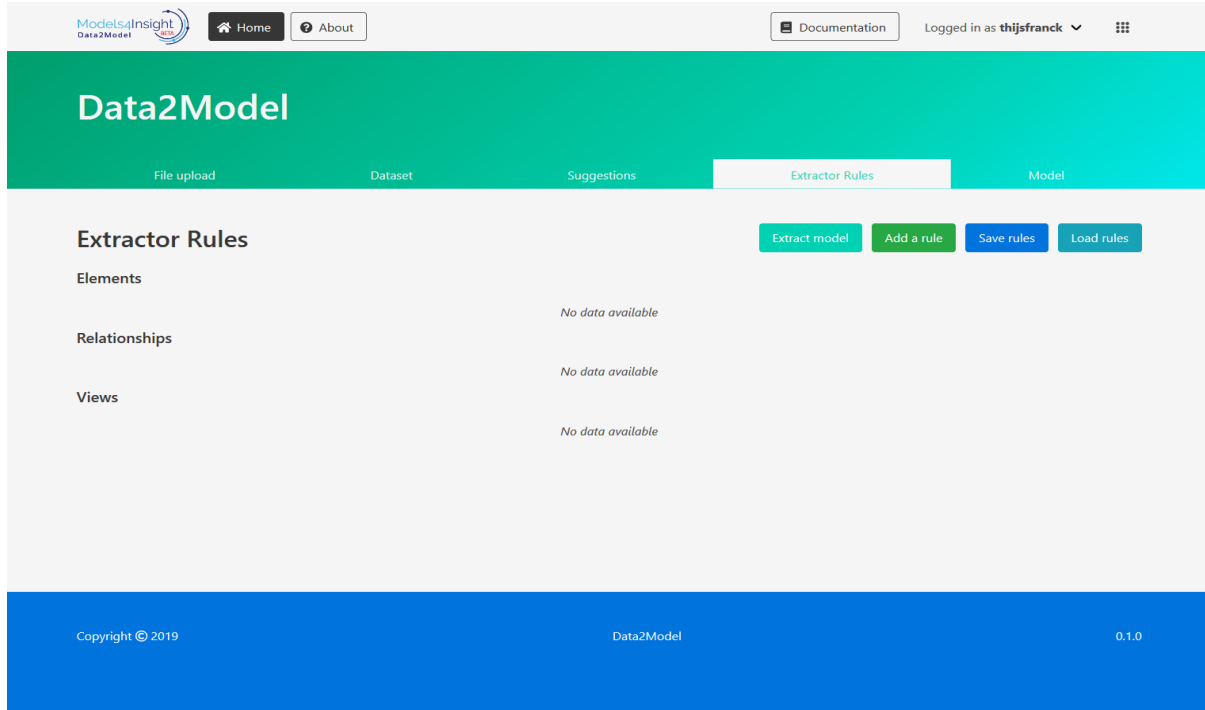 Models4Insight
Data2Model BETA
Home
About
Documentation
Logged in as thijsfranck
Data2Model
File upload
Dataset
Suggestions
Extractor Rules
Model
Extractor Rules
Extract model
Add a rule
Save rules
Load rules
Elements
No data available
Relationships
No data available
Views
No data available
Copyright © 2019
Data2Model
0.1.0